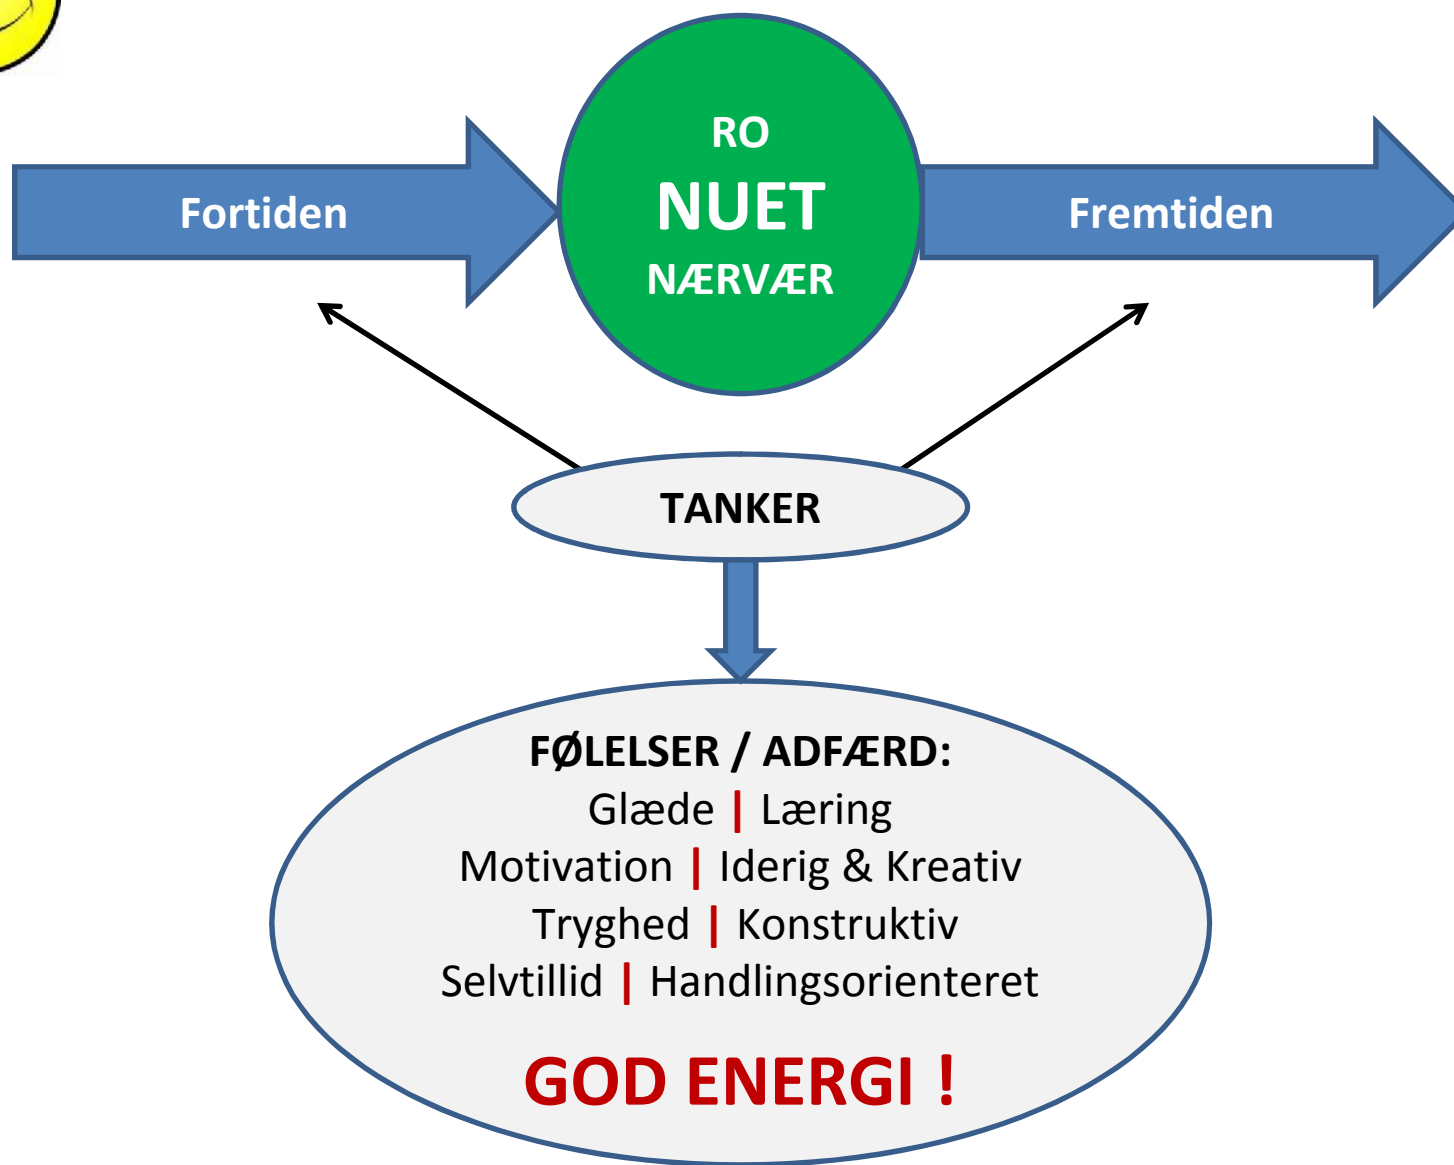 RO
Fortiden
NUET
Fremtiden
NÆRVÆR
TANKER
FØLELSER / ADFÆRD:
Glæde | Læring
Motivation | Iderig & Kreativ
Tryghed | Konstruktiv
Selvtillid | Handlingsorienteret
GOD ENERGI !